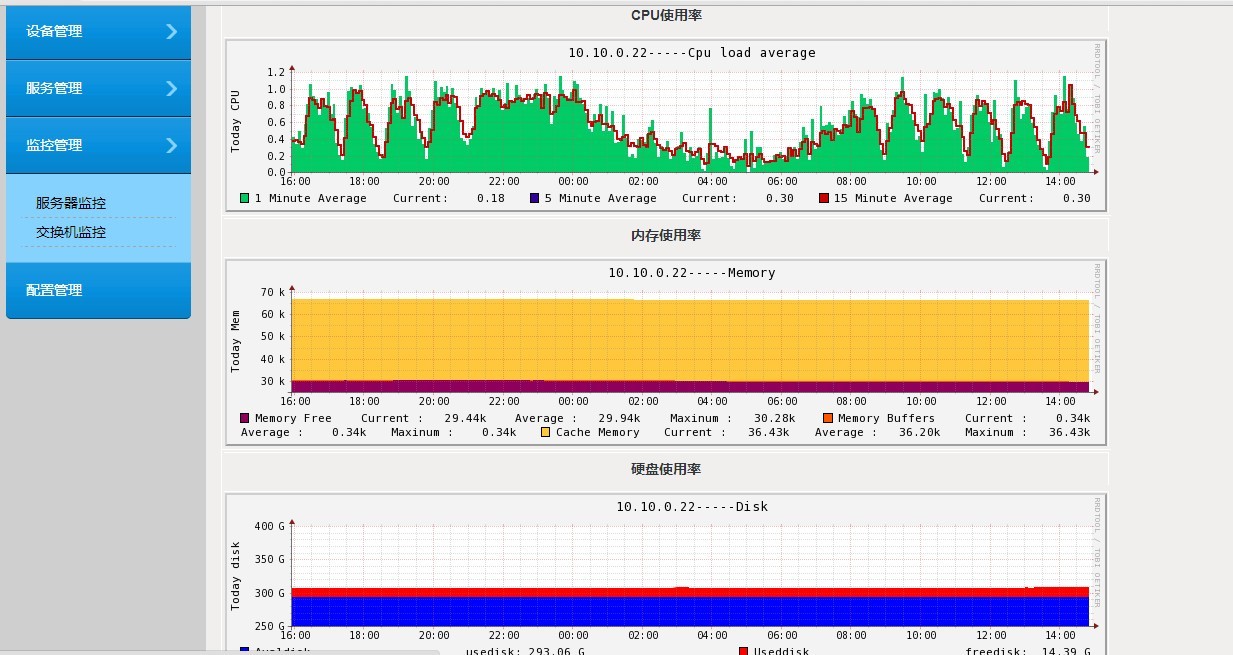 设备管理
服务管理
监控管理
服务器监控
交换机监控
配置管理
CPU使用率
10.10.0.22-----Cpu load average
RRDTOOL / TOBI OETIKER
Today CPU
1.2
1.0
0.8
0.6
0.4
0.2
0.0
16:00 18:00 20:00 22:00 00:00 02:00 04:00 06:00 08:00 10:00 12:00 14:00
1 Minute Average Current: 0.18 5 Minute Average Current: 0.30 15 Minute Average Current: 0.30
内存使用率
10.10.0.22-----Memory
RRDTOOL / TOBI OETIKER
Today Mem
70 k
60 k
50 k
40 k
30 k
16:00 18:00 20:00 22:00 00:00 02:00 04:00 06:00 08:00 10:00 12:00 14:00
Memory Free Current : 29.44k Average : 29.94k Maxinum : 30.28k Memory Buffers Current : 0.34k
Average : 0.34k Maxinum : 0.34k Cache Memory Current : 36.43k Average : 36.20k Maxinum : 36.43k
硬盘使用率
10.10.0.22-----Disk
RRDTOOL / TOBI OETIKER
Today disk
400 G
350 G
300 G
250 G
16:00 18:00 20:00 22:00 00:00 02:00 04:00 06:00 08:00 10:00 12:00 14:00
usedisk: 293.06 G Useddisk freedisk: 14.39 G